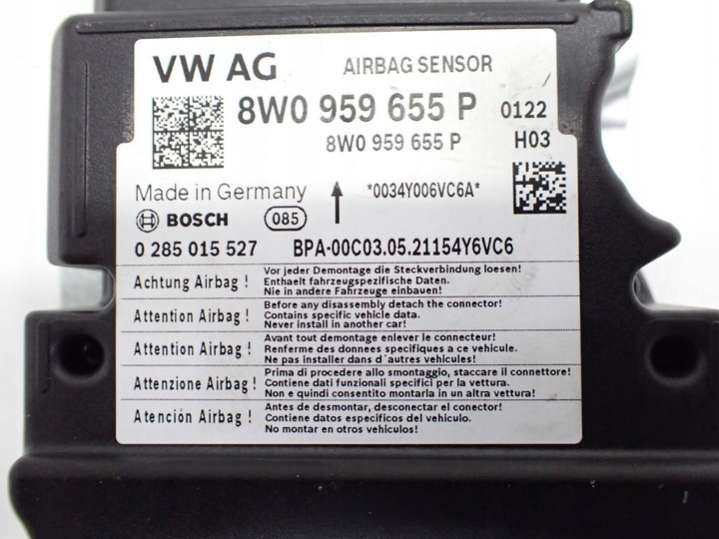 VW AG AIRBAG SENSOR
8W0 959 655 P 0122
8W0 959 655 P H03
Made in Germany *0034Y006VC6A*
BOSCH 085
0 285 015 527 BPA-00C03.05.21154Y6VC6
Achtung Airbag !
Vor jeder Demontage die Steckverbindung loesen!
Enthaelt fahrzeugspezifische Daten.
Nie in andere Fahrzeuge einbauen!
Attention Airbag !
Before any disassembly detach the connector!
Contains specific vehicle data.
Never install in another car!
Attention Airbag !
Avant tout demontage enlever le connecteur!
Renferme des donnees specifiques a ce vehicule.
Ne pas installer dans d´autres vehicules!
Attenzione Airbag !
Prima di procedere allo smontaggio, staccare il connettore!
Contiene dati funzionali specifici per la vettura.
Non e quindi consentito montarla in un altra vettura!
Atención Airbag !
Antes de desmontar, desconectar el conector!
Contiene datos especificos del vehículo.
No montar en otros vehiculos!